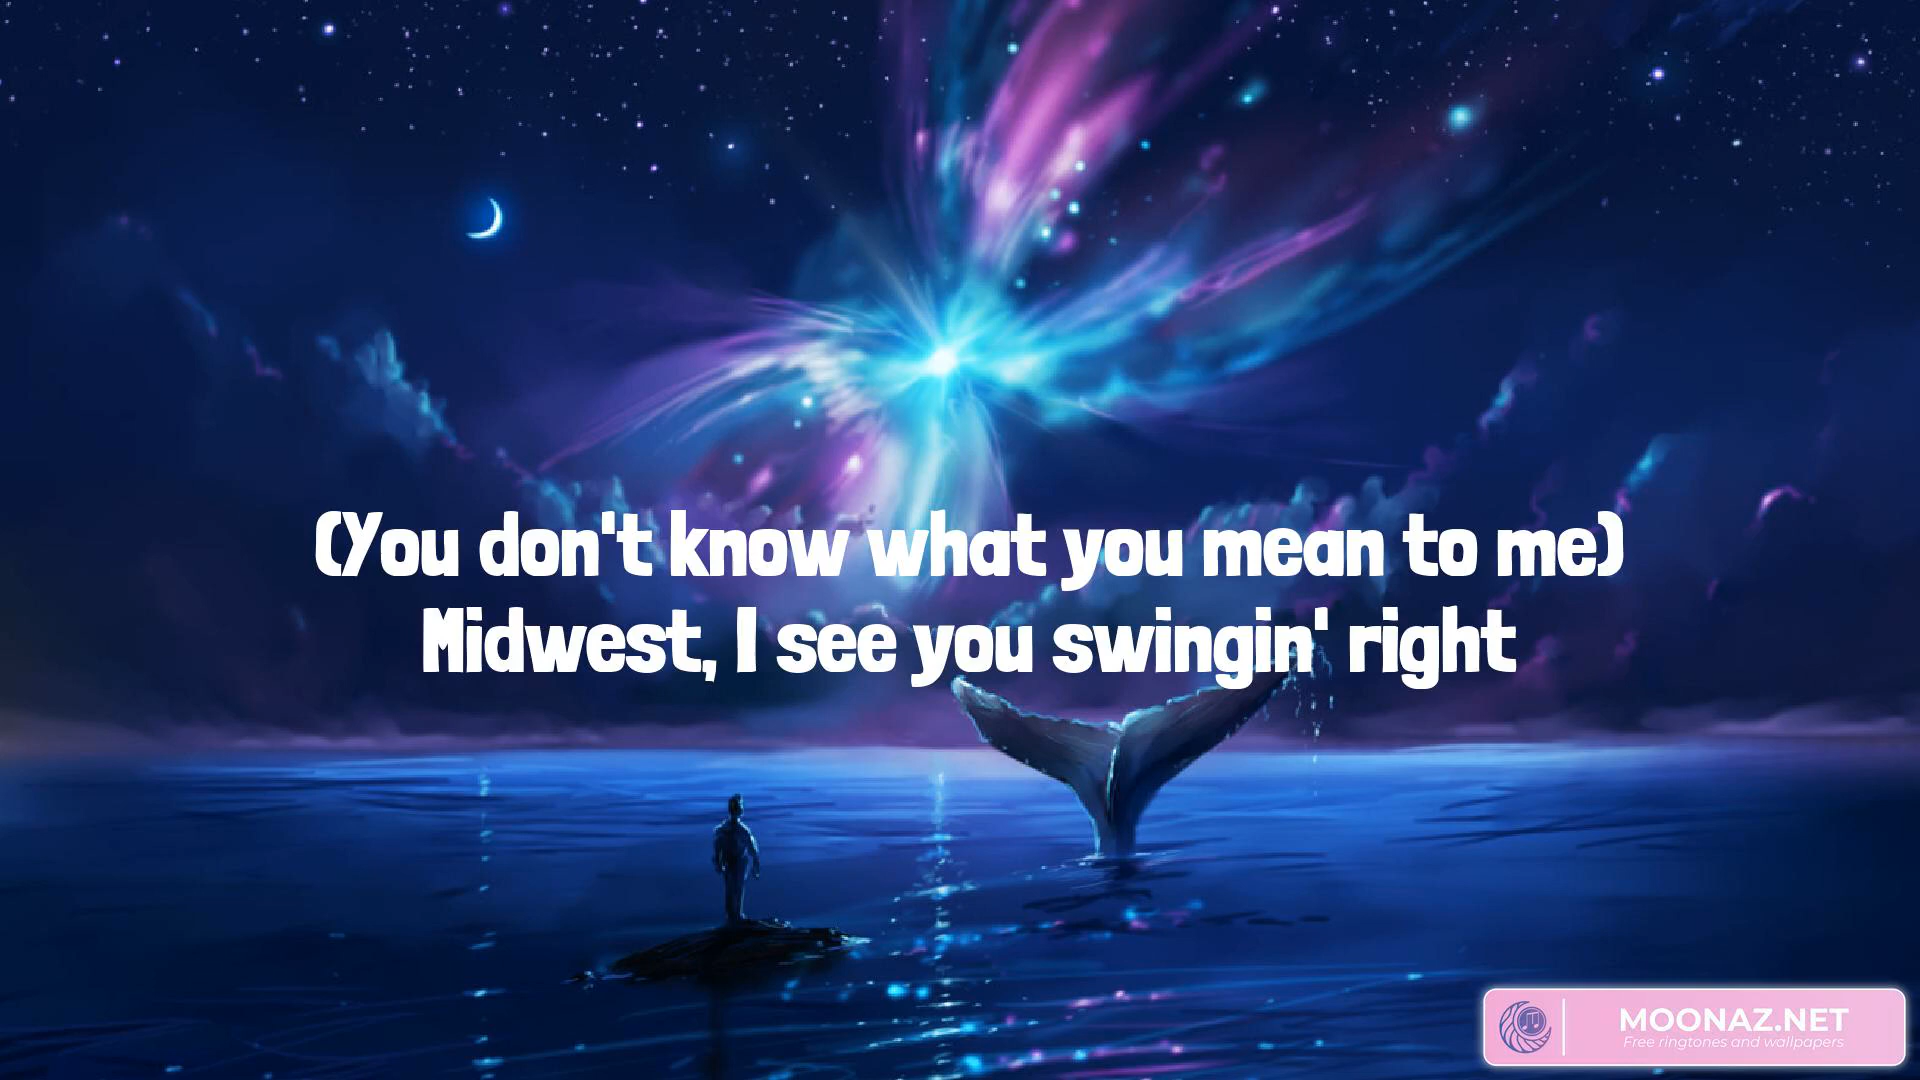 (You don't know what you mean to me)
Midwest, I see you swingin' right
MOONAZ.NET
Free ringtones and wallpapers